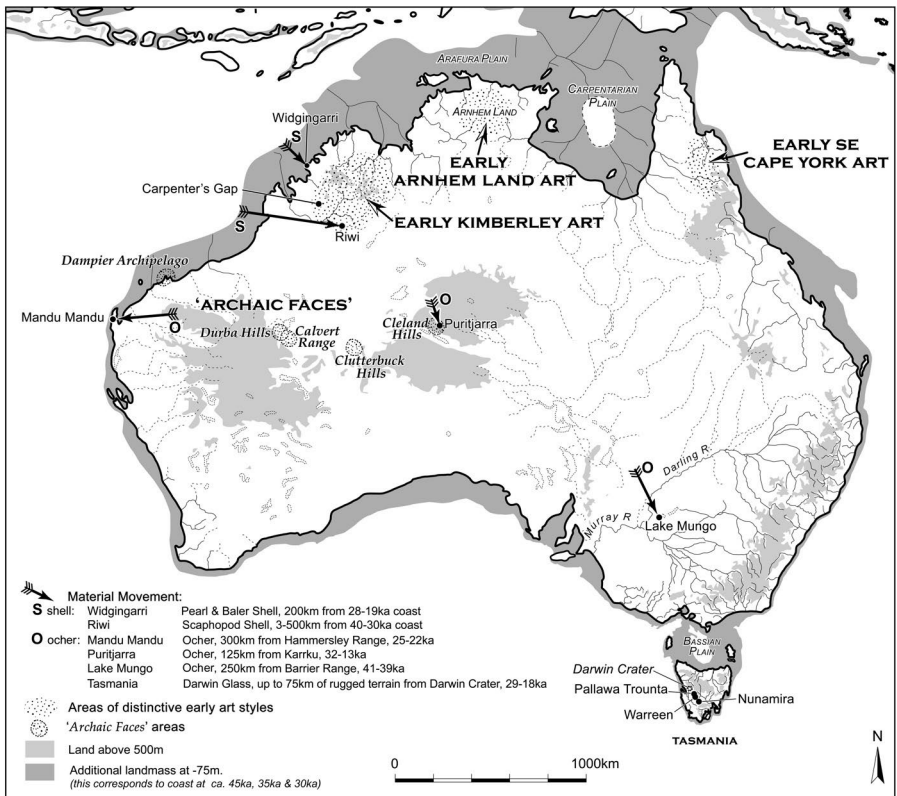 ARAFURA PLAIN
CARPENTARIAN
PLAIN
ARNHEM LAND
Widgingarri
S
EARLY
ARNHEM LAND ART
EARLY SE
CAPE YORK ART
Carpenter's Gap
S
EARLY KIMBERLEY ART
Riwi
Dampier Archipelago
'ARCHAIC FACES'
Mandu Mandu
O
Durba Hills
Calvert
Range
Clutterbuck
Hills
O
Cleland
Hills
Puritjarra
O
Darling R.
Murray R
Lake Mungo
BASSIAN
PLAIN
Darwin Crater
Pallawa Trounta
Warreen
Nunamira
TASMANIA
Material Movement:
S shell: Widgingarri Pearl & Baler Shell, 200km from 28-19ka coast
Riwi Scaphopod Shell, 3-500km from 40-30ka coast
O ocher: Mandu Mandu Ocher, 300km from Hammersley Range, 25-22ka
Puritjarra Ocher, 125km from Karrku, 32-13ka
Lake Mungo Ocher, 250km from Barrier Range, 41-39ka
Tasmania Darwin Glass, up to 75km of rugged terrain from Darwin Crater, 29-18ka
Areas of distinctive early art styles
'Archaic Faces' areas
Land above 500m
Additional landmass at -75m.
(this corresponds to coast at ca. 45ka, 35ka & 30ka)
0 1000km
N